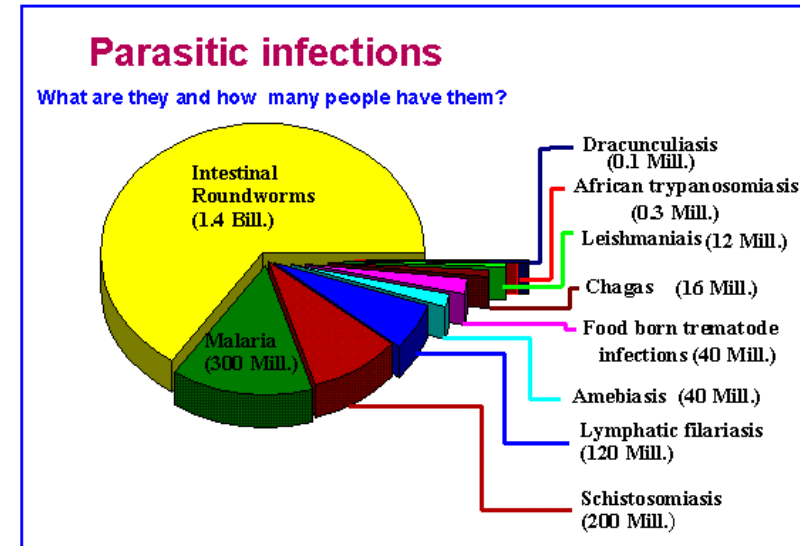 Parasitic infections
What are they and how many people have them?
Intestinal
Roundworms
(1.4 Bill.)
Malaria
(300 Mill.)
Dracunculiasis
(0.1 Mill.)
African trypanosomiasis
(0.3 Mill.)
Leishmaniais (12 Mill.)
Chagas (16 Mill.)
Food born trematode
infections (40 Mill.)
Amebiasis (40 Mill.)
Lymphatic filariasis
(120 Mill.)
Schistosomiasis
(200 Mill.)